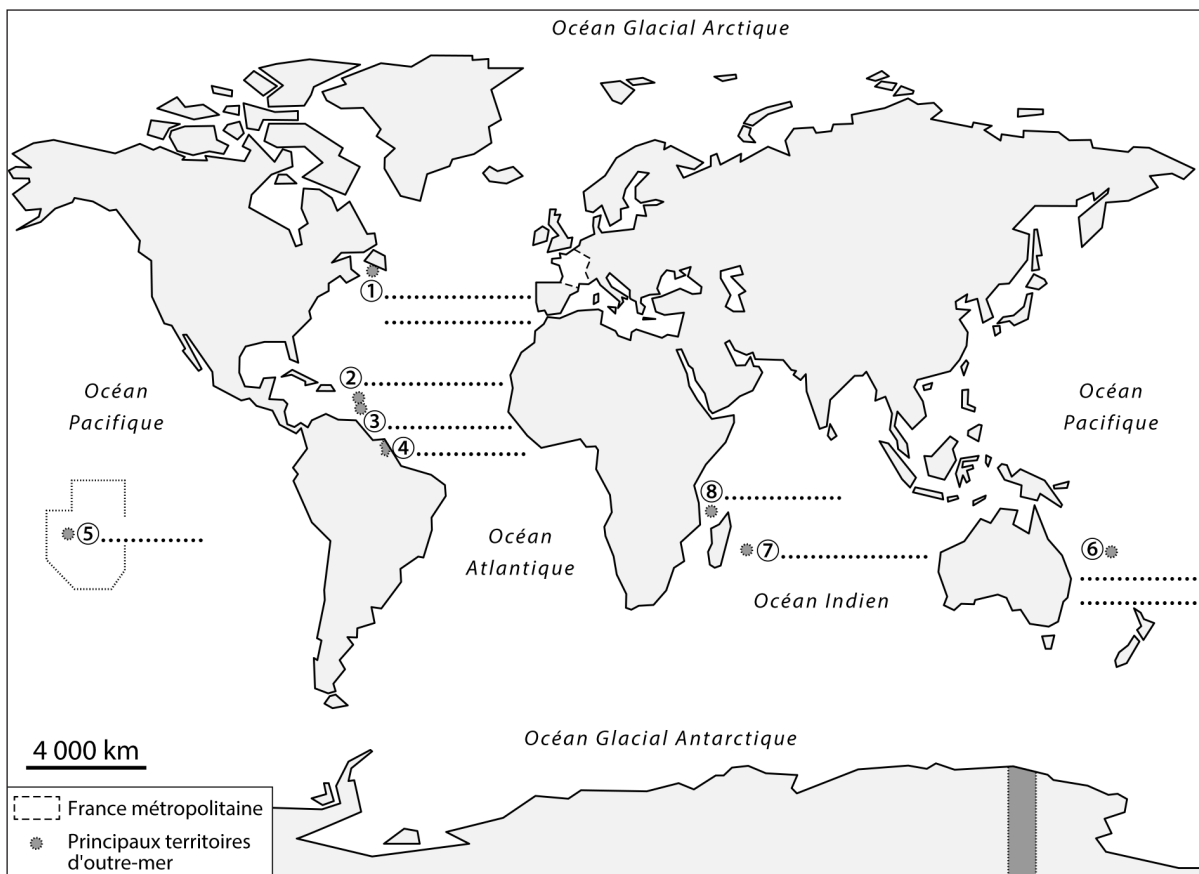 Océan Glacial Arctique
① ....................
....................
Océan
Pacifique
② ....................
③ ....................
④ ....................
Océan
Pacifique
⑧ ....................
⑤ ....................
Océan
Atlantique
⑦ ....................
⑥
....................
....................
Océan Indien
Océan Glacial Antarctique
4 000 km
France métropolitaine
Principaux territoires
d'outre-mer